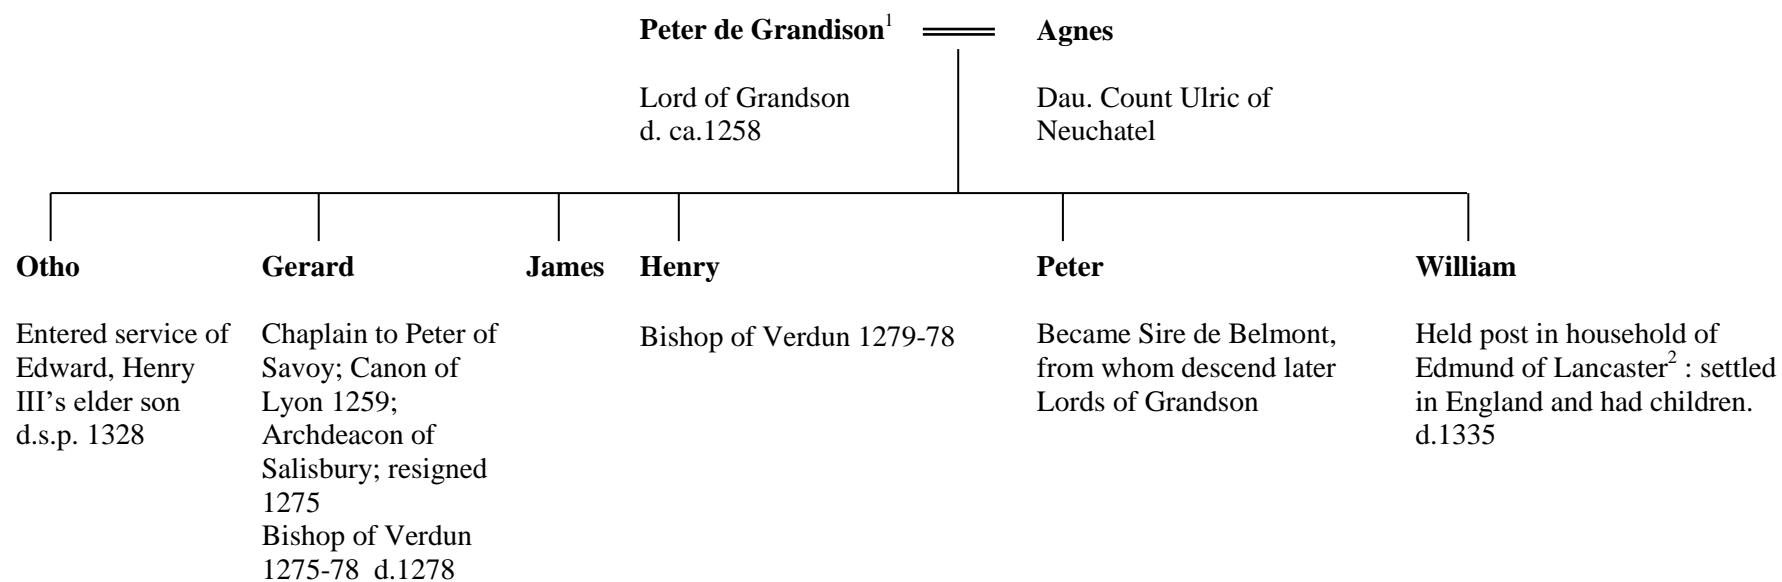 Peter de Grandison1
Agnes
Lord of Grandson
d. ca.1258
Dau. Count Ulric of
Neuchatel
Otho
Entered service of
Edward, Henry
III’s elder son
d.s.p. 1328
Gerard
Chaplain to Peter of
Savoy; Canon of
Lyon 1259;
Archdeacon of
Salisbury; resigned
1275
Bishop of Verdun
1275-78 d.1278
James
Henry
Bishop of Verdun 1279-78
Peter
Became Sire de Belmont,
from whom descend later
Lords of Grandson
William
Held post in household of
Edmund of Lancaster2 : settled
in England and had children.
d.1335